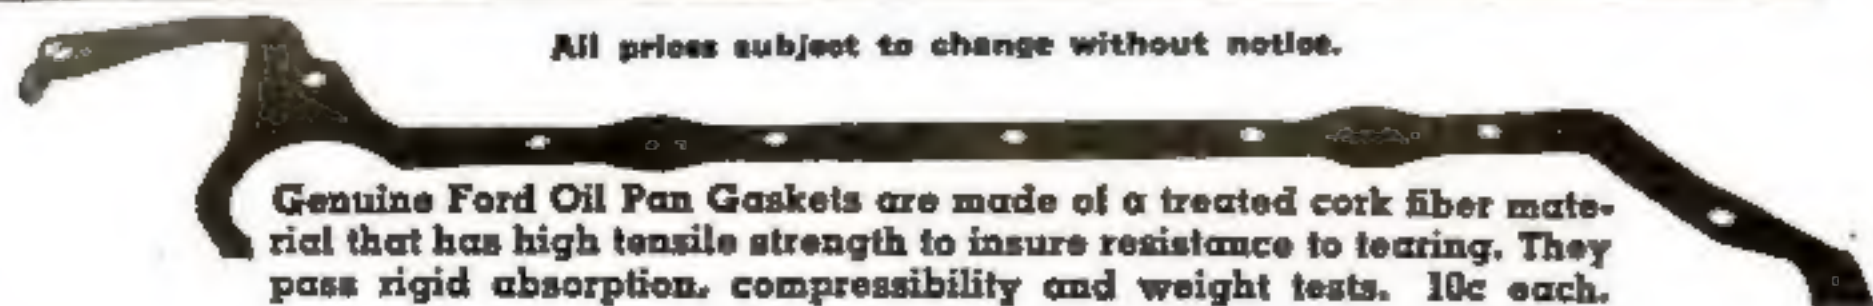 All prices subject to change without notice.
Genuine Ford Oil Pan Gaskets are made of a treated cork fiber mate-
rial that has high tensile strength to insure resistance to tearing. They
pass rigid absorption, compressibility and weight tests. 10c each.